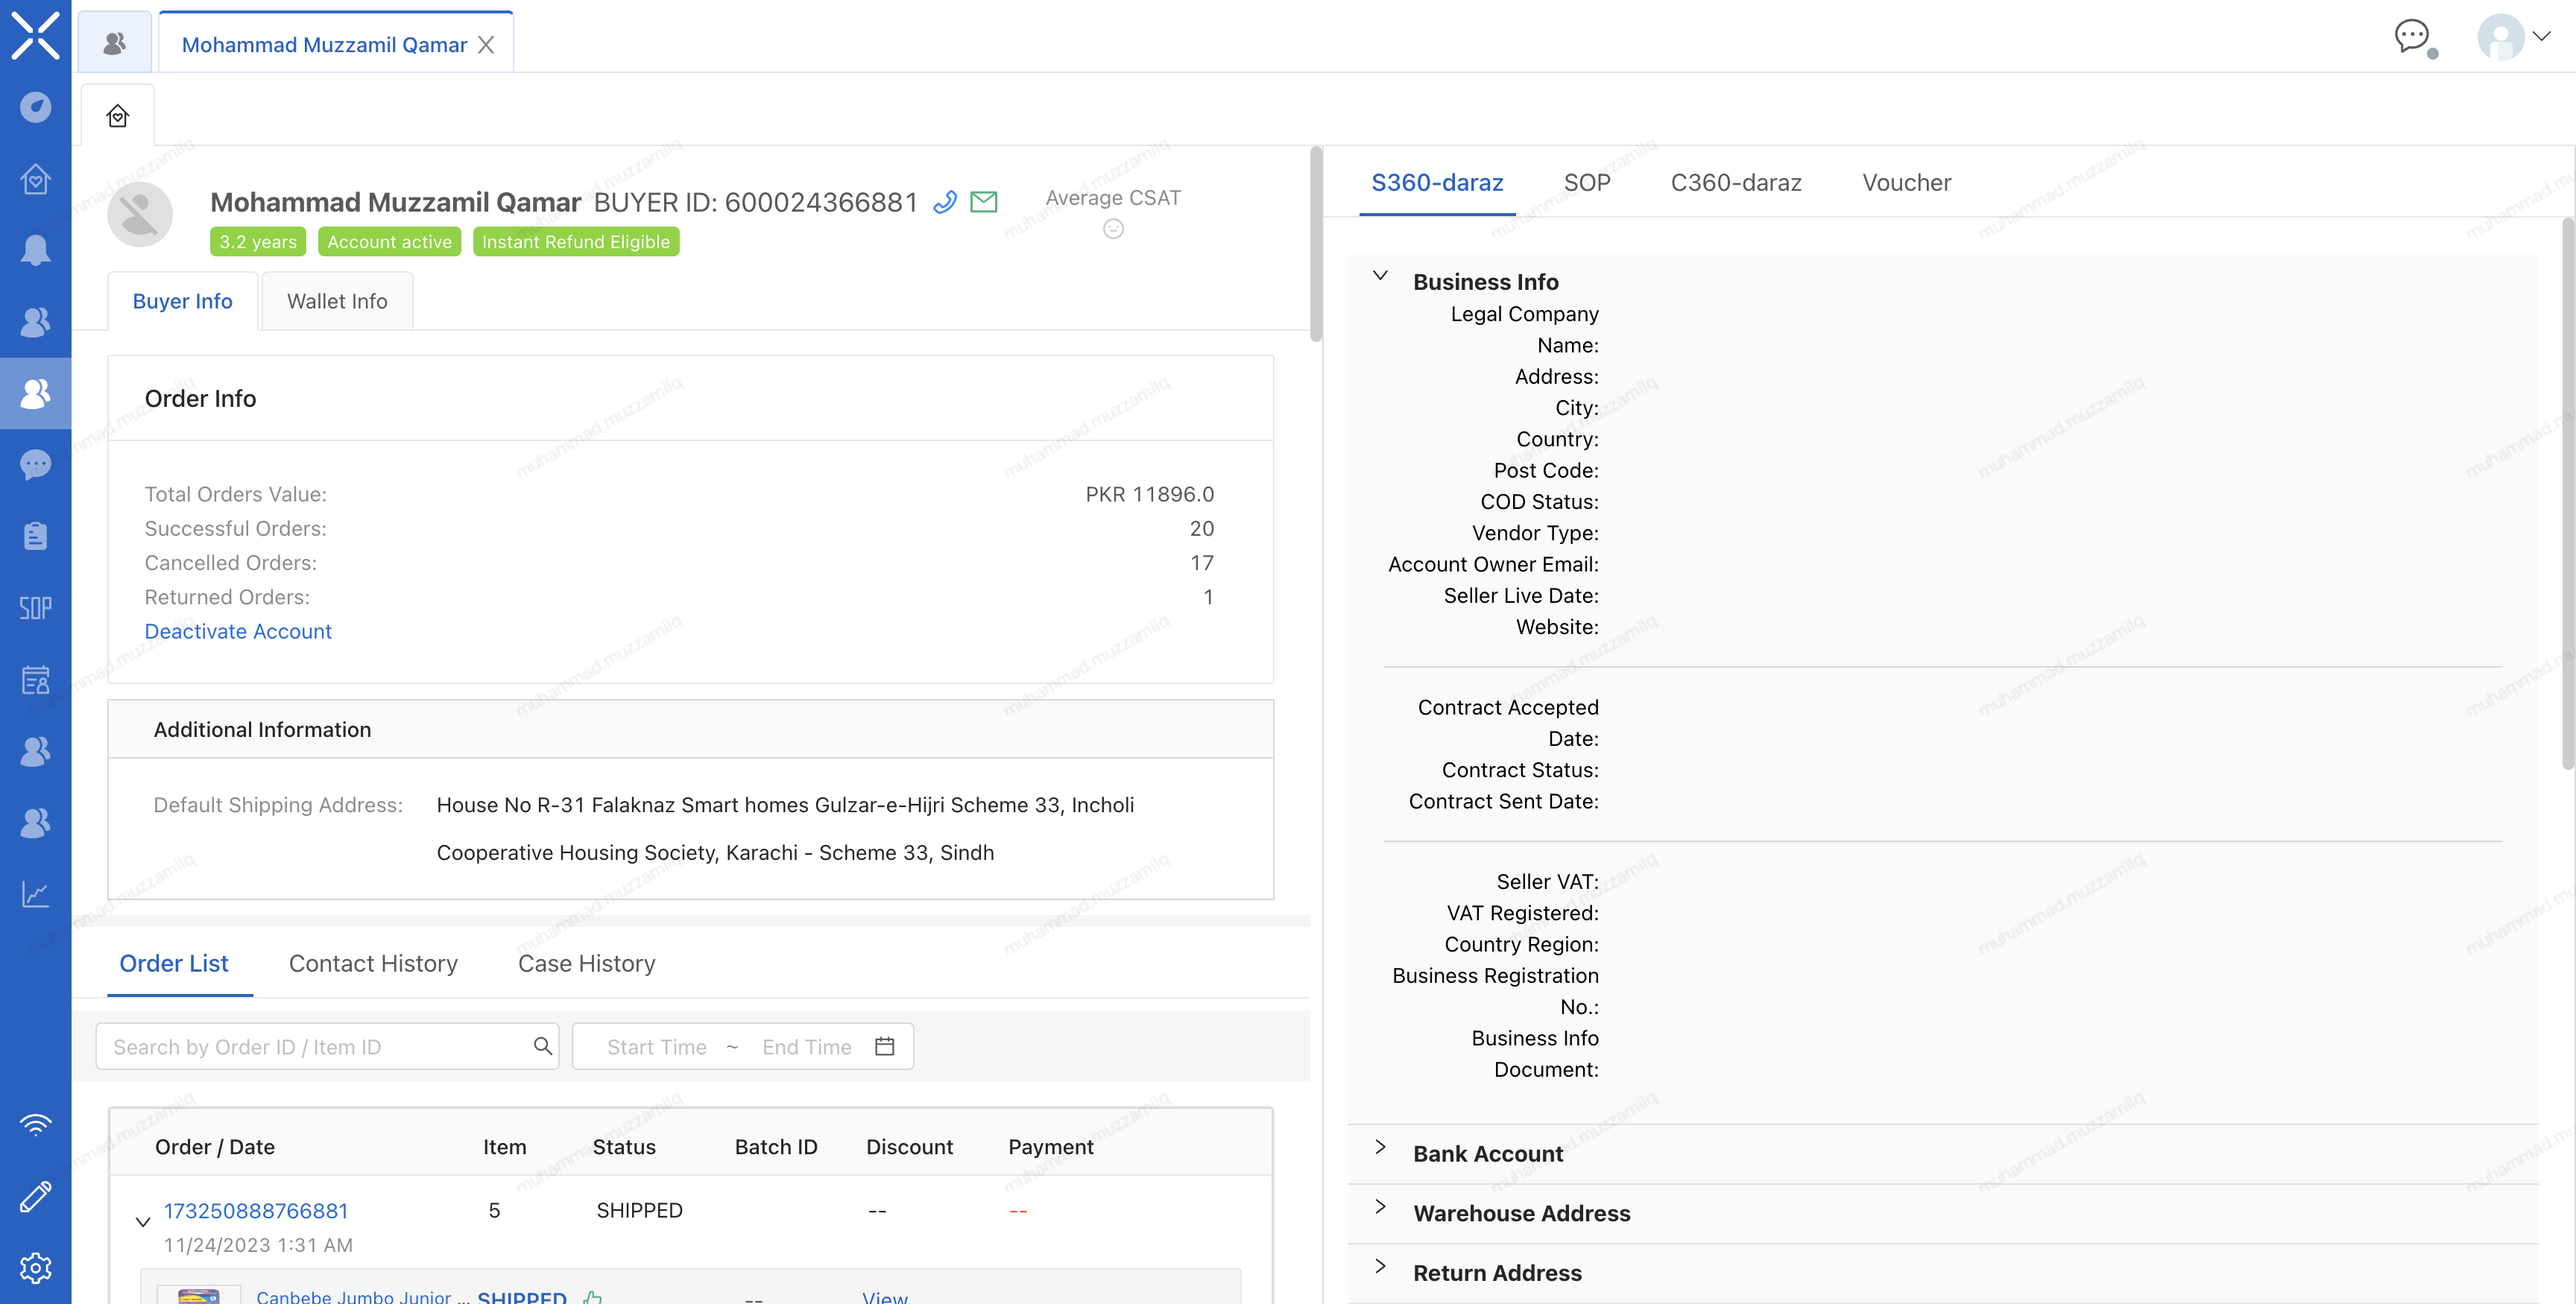 Mohammad Muzzamil Qamar
Mohammad Muzzamil Qamar BUYER ID: 600024366881
3.2 years Account active Instant Refund Eligible
Average CSAT
Buyer Info Wallet Info
Order Info
Total Orders Value: PKR 11896.0
Successful Orders: 20
Cancelled Orders: 17
Returned Orders: 1
Deactivate Account
Additional Information
Default Shipping Address: House No R-31 Falaknaz Smart homes Gulzar-e-Hijri Scheme 33, Incholi
Cooperative Housing Society, Karachi - Scheme 33, Sindh
Order List Contact History Case History
Search by Order ID / Item ID Start Time ~ End Time
Order / Date Item Status Batch ID Discount Payment
173250888766881 5 SHIPPED -- --
11/24/2023 1:31 AM
Canbebe Jumbo Junior ... SHIPPED -- View
SOP
S360-daraz SOP C360-daraz Voucher
Business Info
Legal Company
Name:
Address:
City:
Country:
Post Code:
COD Status:
Vendor Type:
Account Owner Email:
Seller Live Date:
Website:
Contract Accepted
Date:
Contract Status:
Contract Sent Date:
Seller VAT:
VAT Registered:
Country Region:
Business Registration
No.:
Business Info
Document:
Bank Account
Warehouse Address
Return Address
muhammad.muzzamilq